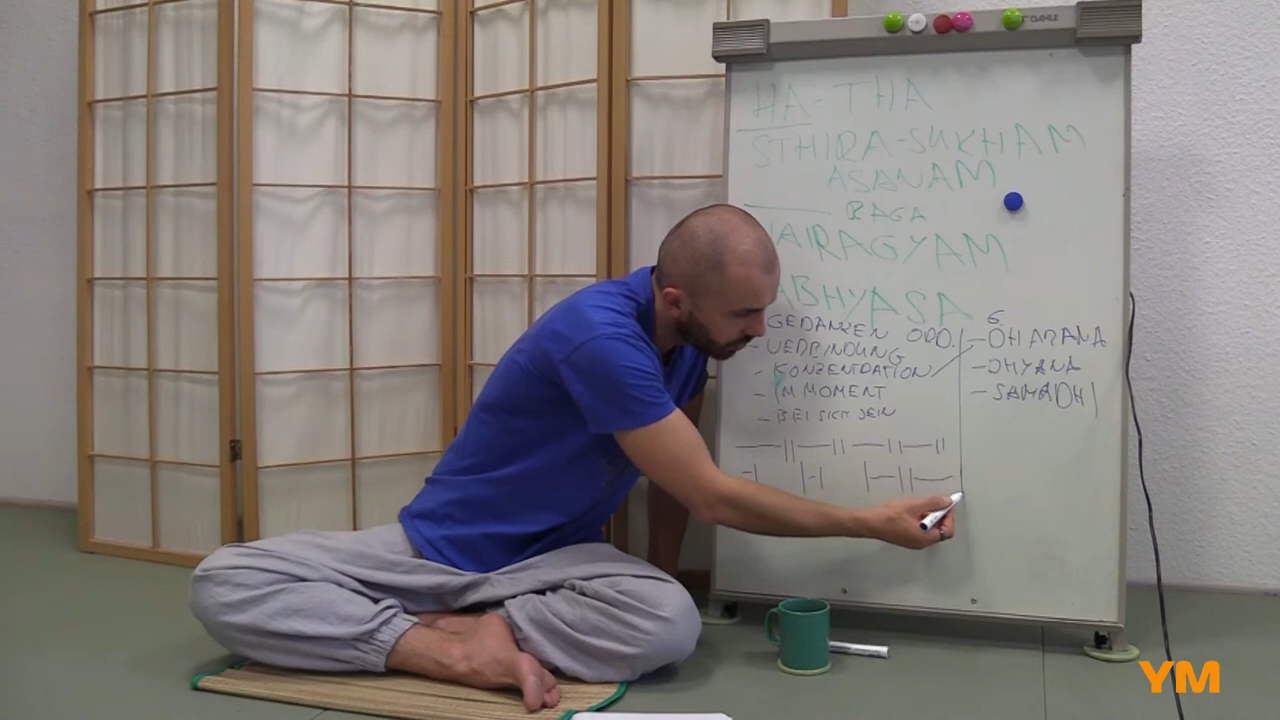 DAHLE
HA-THA
STHIRA-SUKHAM
ASANAM
RAGA
VAIRAGYAM
ABHYASA
GEDANKEN ORD.
- VERBINDUNG
- KONZENTRATION
- IM MOMENT
- BEI SICH SEIN
6.
- DHARANA
- DHYANA
- SAMADHI
YM